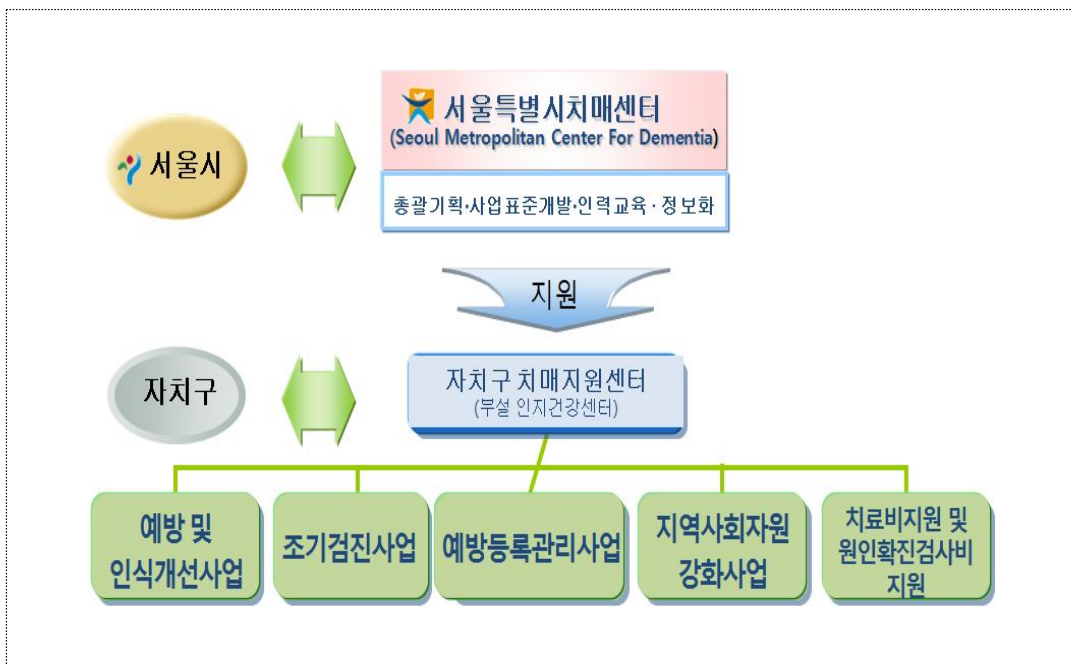 서울특별시치매센터
(Seoul Metropolitan Center For Dementia)
서울시
총괄기획·사업표준개발·인력교육·정보화
지원
자치구
자치구 치매지원센터
(부설 인지건강센터)
예방 및
인식개선사업
조기검진사업
예방등록관리사업
지역사회자원
강화사업
치료비지원 및
원인확진검사비
지원